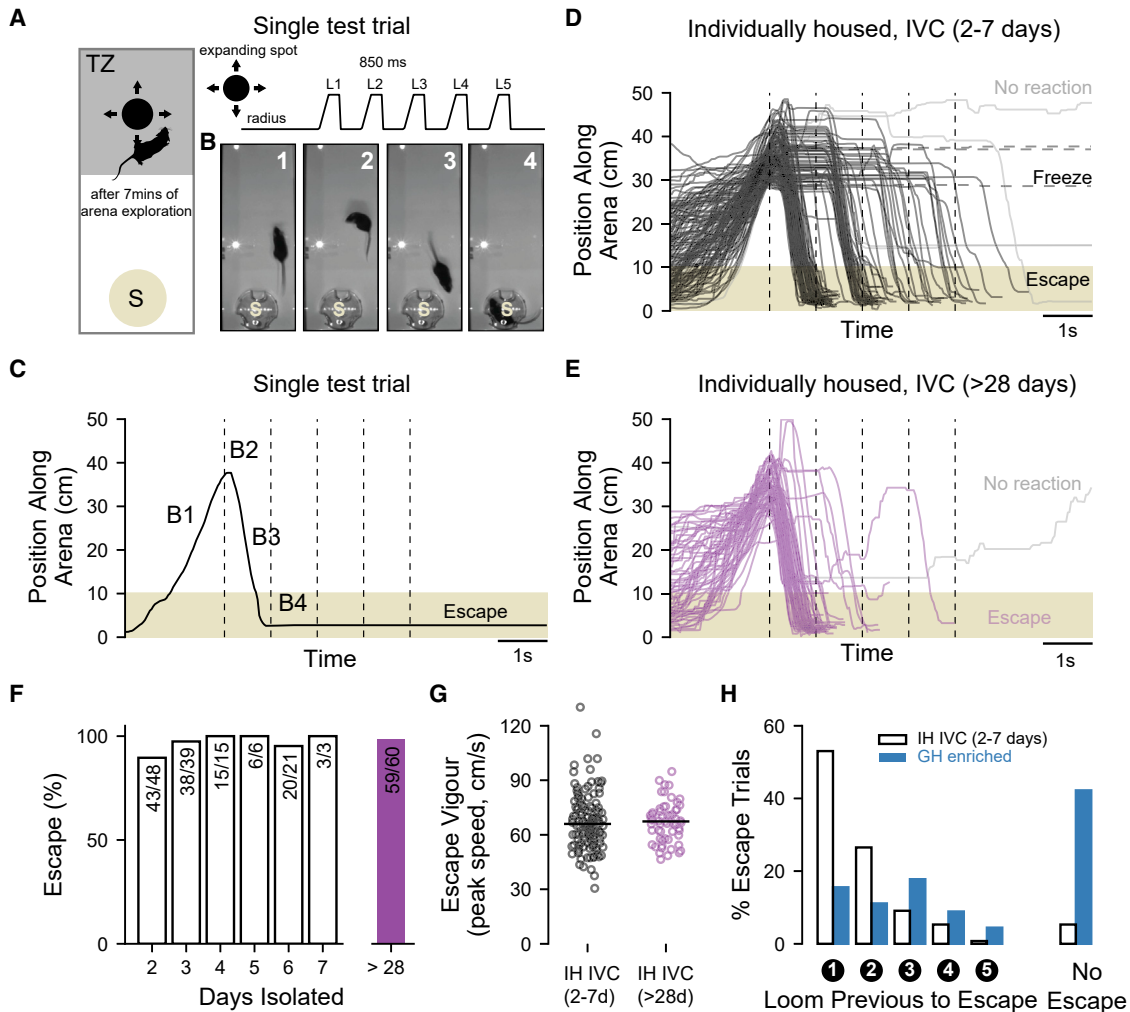 A
Single test trial
TZ
expanding spot
850 ms
L1 L2 L3 L4 L5
radius
after 7mins of
arena exploration
S
B
1 2 3 4
S S S S
C
Single test trial
Position Along
Arena (cm)
50
40
30
20
10
0
B1
B2
B3
B4
Escape
Time
1s
D
Individually housed, IVC (2-7 days)
Position Along
Arena (cm)
50
40
30
20
10
0
No reaction
Freeze
Escape
Time
1s
E
Individually housed, IVC (>28 days)
Position Along
Arena (cm)
50
40
30
20
10
0
No reaction
Escape
Time
1s
F
Escape (%)
100
50
0
43/48
38/39
15/15
6/6
20/21
3/3
59/60
2 3 4 5 6 7 > 28
Days Isolated
G
Escape Vigour
(peak speed, cm/s)
120
90
60
30
0
IH IVC
(2-7d)
IH IVC
(>28d)
H
% Escape Trials
60
40
20
0
IH IVC (2-7 days)
GH enriched
1 2 3 4 5
Loom Previous to Escape
No
Escape